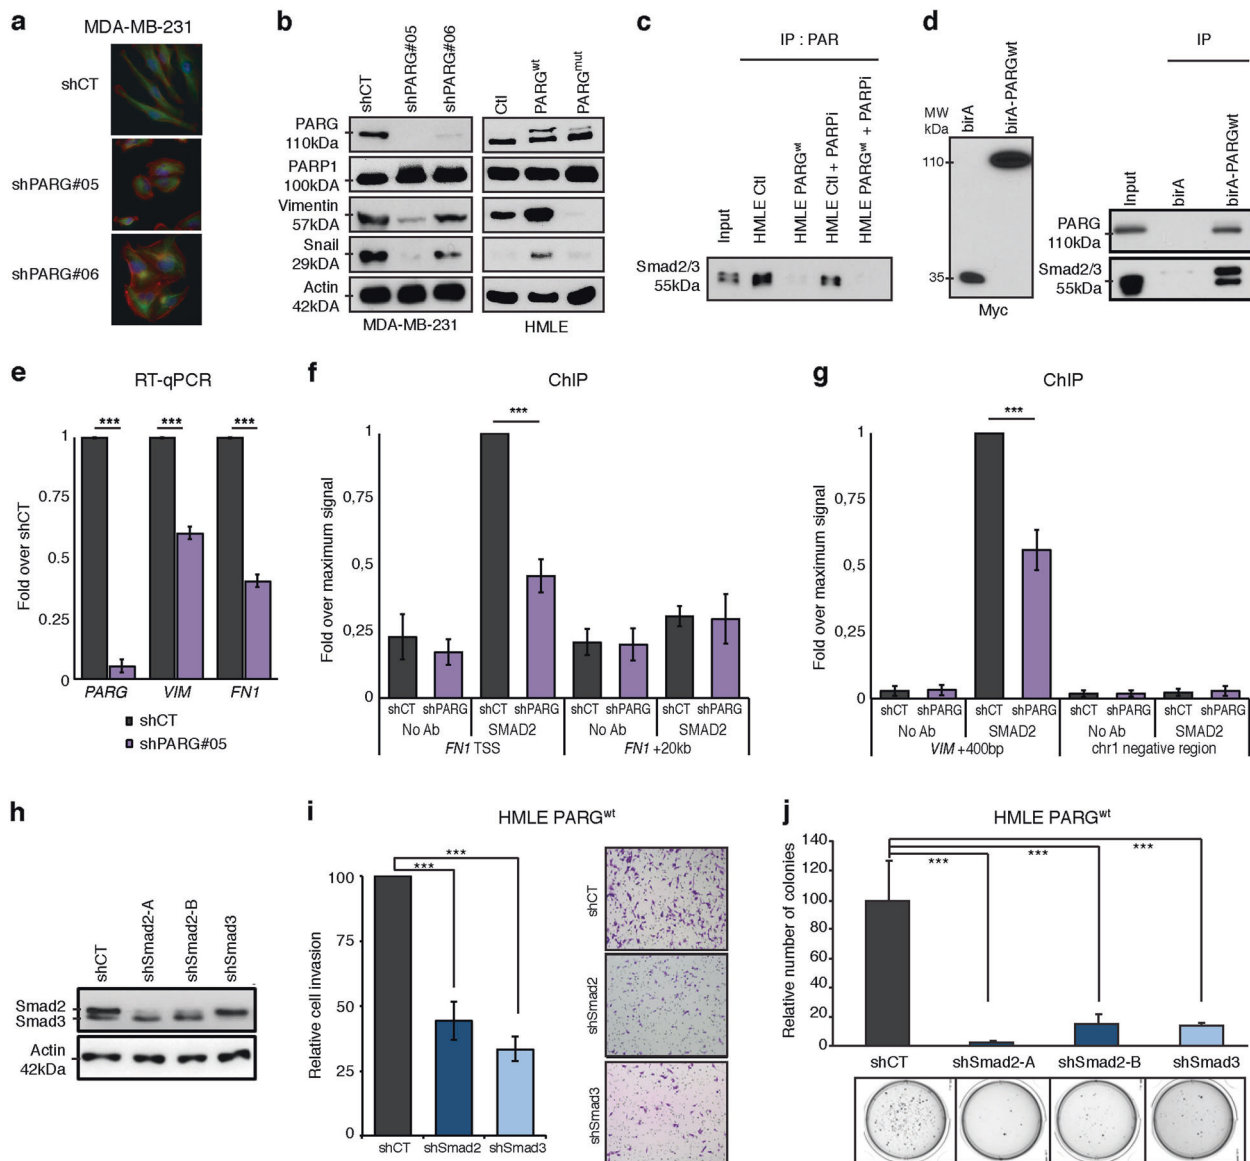 a
MDA-MB-231
shCT
shPARG#05
shPARG#06
b
shCT
shPARG#05
shPARG#06
Ctl
PARGwt
PARGmut
PARG
110kDa
PARP1
100kDA
Vimentin
57kDA
Snail
29kDA
Actin
42kDA
MDA-MB-231
HMLE
c
IP : PAR
Input
HMLE Ctl
HMLE PARGwt
HMLE Ctl + PARPi
HMLE PARGwt + PARPi
Smad2/3
55kDa
d
MW
kDa
birA
birA-PARGwt
110
35
Myc
IP
Input
birA
birA-PARGwt
PARG
110kDa
Smad2/3
55kDa
e
RT-qPCR
Fold over shCT
1
0.75
0.5
0.25
0
*** *** ***
PARG VIM FN1
shCT
shPARG#05
f
ChIP
Fold over maximum signal
1
0,75
0,5
0,25
0
***
shCT shPARG shCT shPARG shCT shPARG shCT shPARG
No Ab SMAD2 No Ab SMAD2
FN1 TSS FN1 +20kb
g
ChIP
Fold over maximum signal
1
0,75
0,5
0,25
0
***
shCT shPARG shCT shPARG shCT shPARG shCT shPARG
No Ab SMAD2 No Ab SMAD2
VIM +400bp chr1 negative region
h
shCT
shSmad2-A
shSmad2-B
shSmad3
Smad2
Smad3
Actin
42kDa
i
HMLE PARGwt
Relative cell invasion
100
75
50
25
0
***
***
shCT shSmad2 shSmad3
shCT
shSmad2
shSmad3
j
HMLE PARGwt
Relative number of colonies
140
120
100
80
60
40
20
0
*** *** ***
shCT shSmad2-A shSmad2-B shSmad3